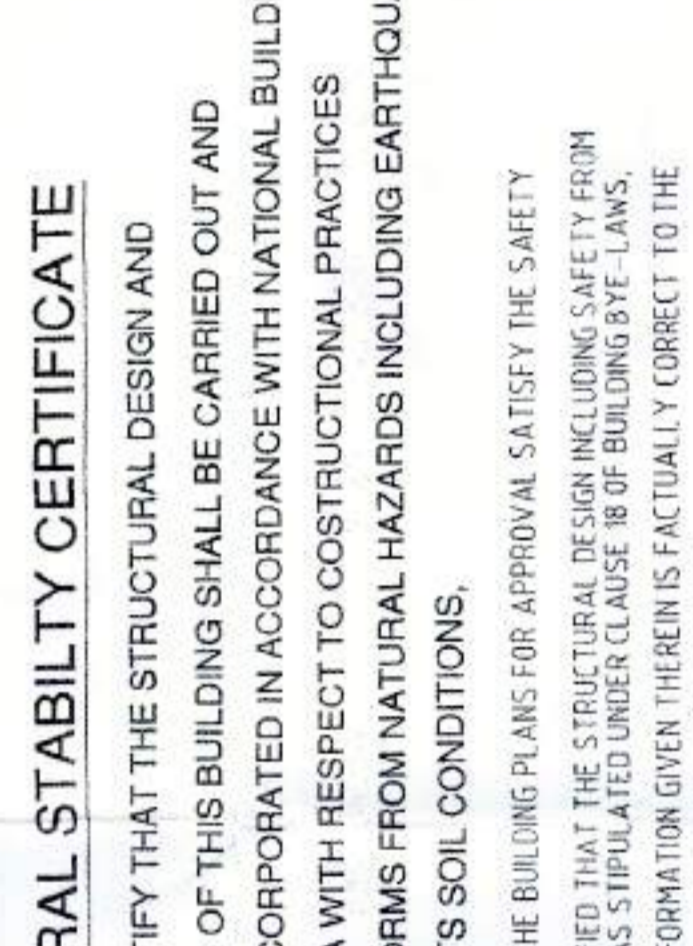 RAL STABILTY CERTIFICATE
TIFY THAT THE STRUCTURAL DESIGN AND
OF THIS BUILDING SHALL BE CARRIED OUT AND
CORPORATED IN ACCORDANCE WITH NATIONAL BUILD
A WITH RESPECT TO COSTRUCTIONAL PRACTICES
ORMS FROM NATURAL HAZARDS INCLUDING EARTHQU
TS SOIL CONDITIONS,
HE BUILDING PLANS FOR APPROVAL SATISFY THE SAFETY
IED THAT THE STRUCTURAL DESIGN INCLUDING SAFETY FROM
S STIPULATED UNDER CLAUSE 18 OF BUILDING BYE-LAWS,
FORMATION GIVEN THEREIN IS FACTUALLY CORRECT TO THE